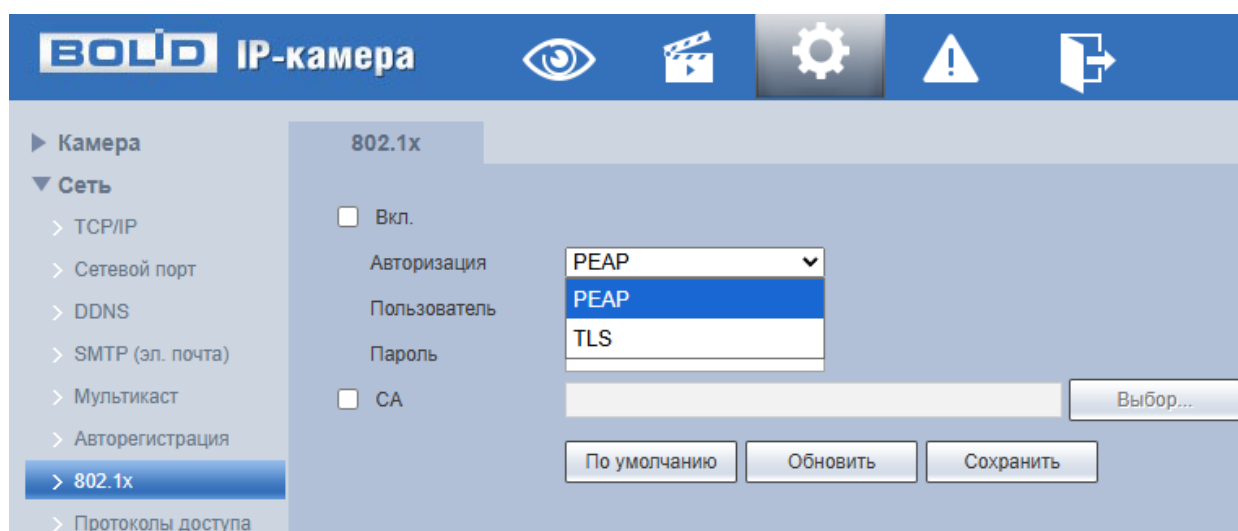 BOLID IP-камера
Камера
802.1x
Сеть
TCP/IP
Вкл.
Сетевой порт
Авторизация
PEAP
PEAP
DDNS
Пользователь
TLS
SMTP (эл. почта)
Пароль
Мультикаст
CA
Выбор...
Авторегистрация
По умолчанию
Обновить
Сохранить
802.1x
Протоколы доступа